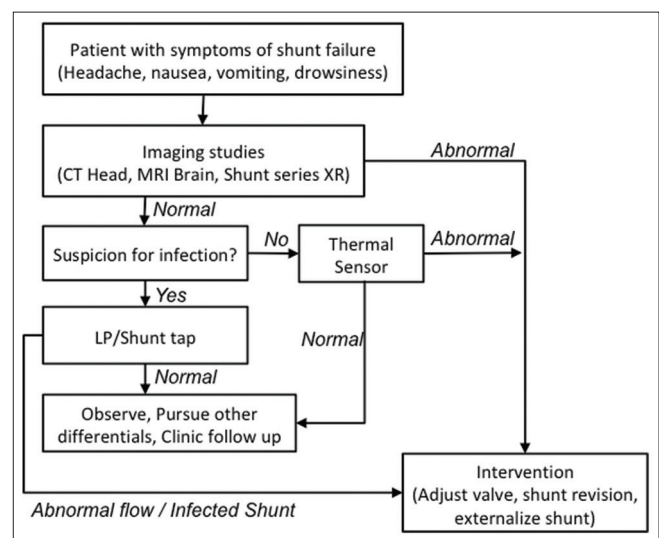 Patient with symptoms of shunt failure
(Headache, nausea, vomiting, drowsiness)
Imaging studies
(CT Head, MRI Brain, Shunt series XR)
Abnormal
Normal
Suspicion for infection?
No
Thermal
Sensor
Abnormal
Yes
LP/Shunt tap
Normal
Normal
Observe, Pursue other
differentials, Clinic follow up
Intervention
(Adjust valve, shunt revision,
externalize shunt)
Abnormal flow / Infected Shunt